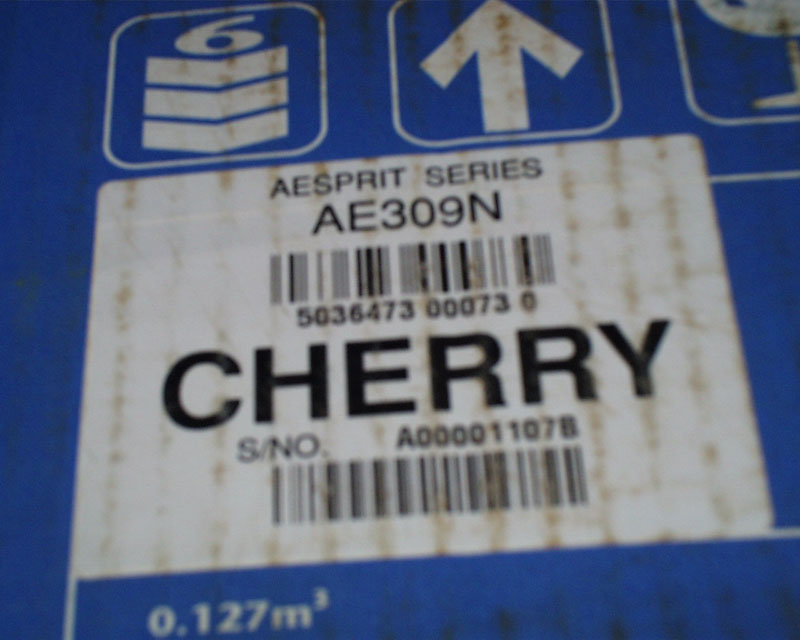 6
AESPRIT SERIES
AE309N
5036473 00073 0
CHERRY
S/NO. A00001107B
0.127m³